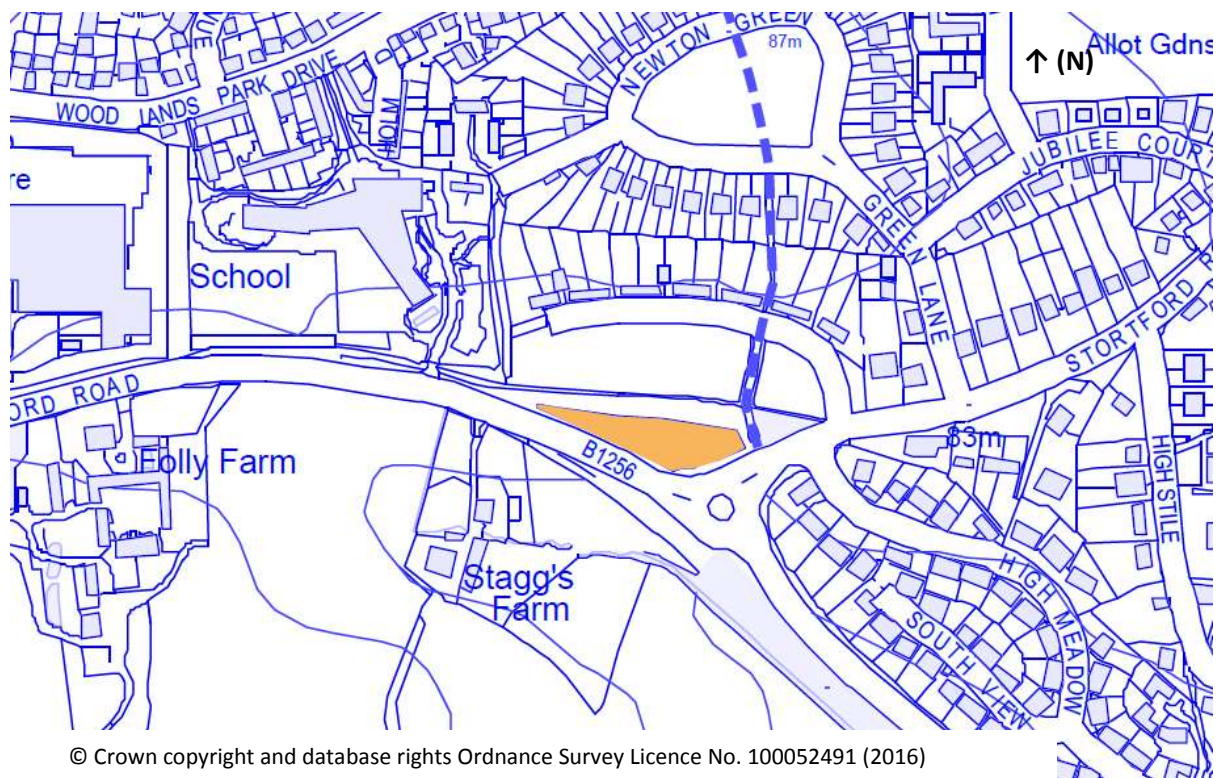 NEWTON GREEN
87m
↑ (N)
Allot Gdns
WOOD LANDS PARK DRIVE
HOLM
JUBILEE COURT
re
School
GREEN LANE
STORTFORD R
ORD ROAD
B1256
83m
Folly Farm
HIGH STILE
Stagg's
Farm
HIGH MEADOW
SOUTH VIEW
© Crown copyright and database rights Ordnance Survey Licence No. 100052491 (2016)